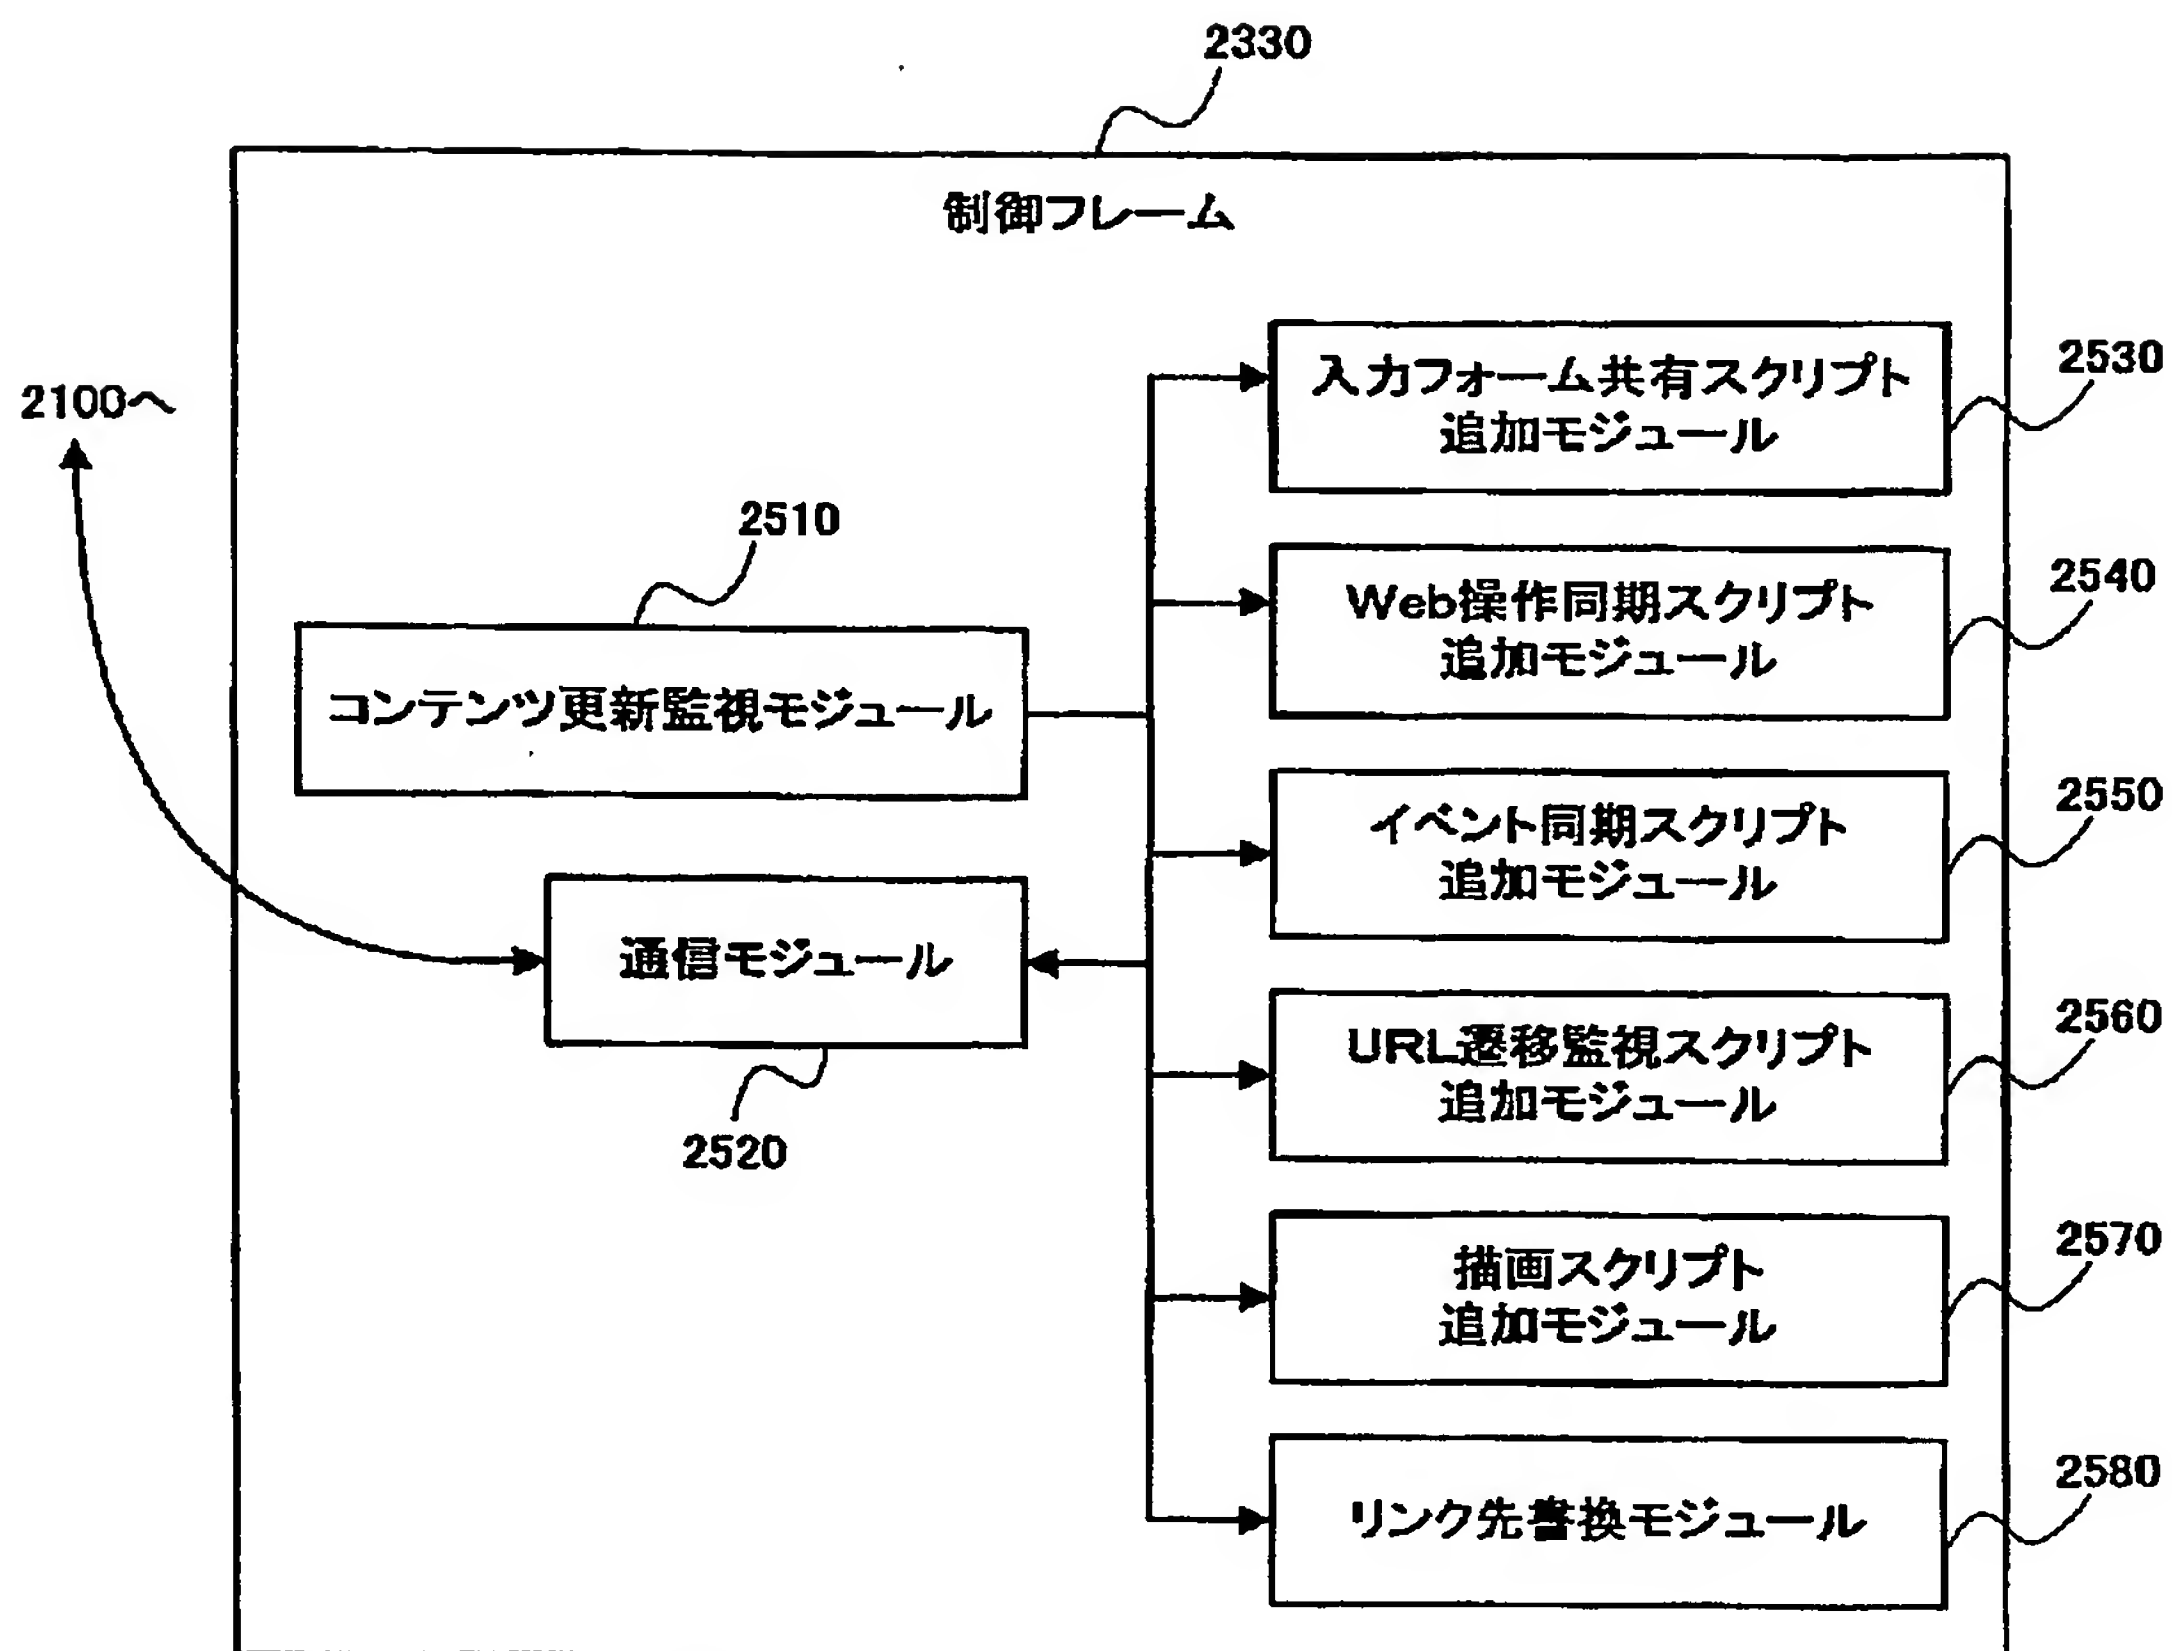 2330
制御フレーム
2100へ
2510
コンテンツ更新監視モジュール
通信モジュール
2520
入力フォーム共有スクリプト
追加モジュール
2530
Web操作同期スクリプト
追加モジュール
2540
イベント同期スクリプト
追加モジュール
2550
URL遷移監視スクリプト
追加モジュール
2560
描画スクリプト
追加モジュール
2570
リンク先書換モジュール
2580